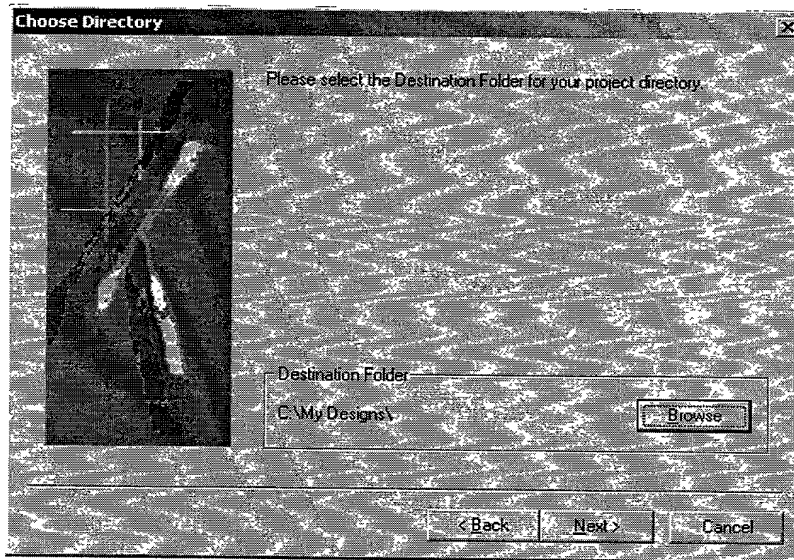 Choose Directory
Please select the Destination Folder for your project directory.
Destination Folder
C:\My Designs\
Browse
< Back
Next >
Cancel